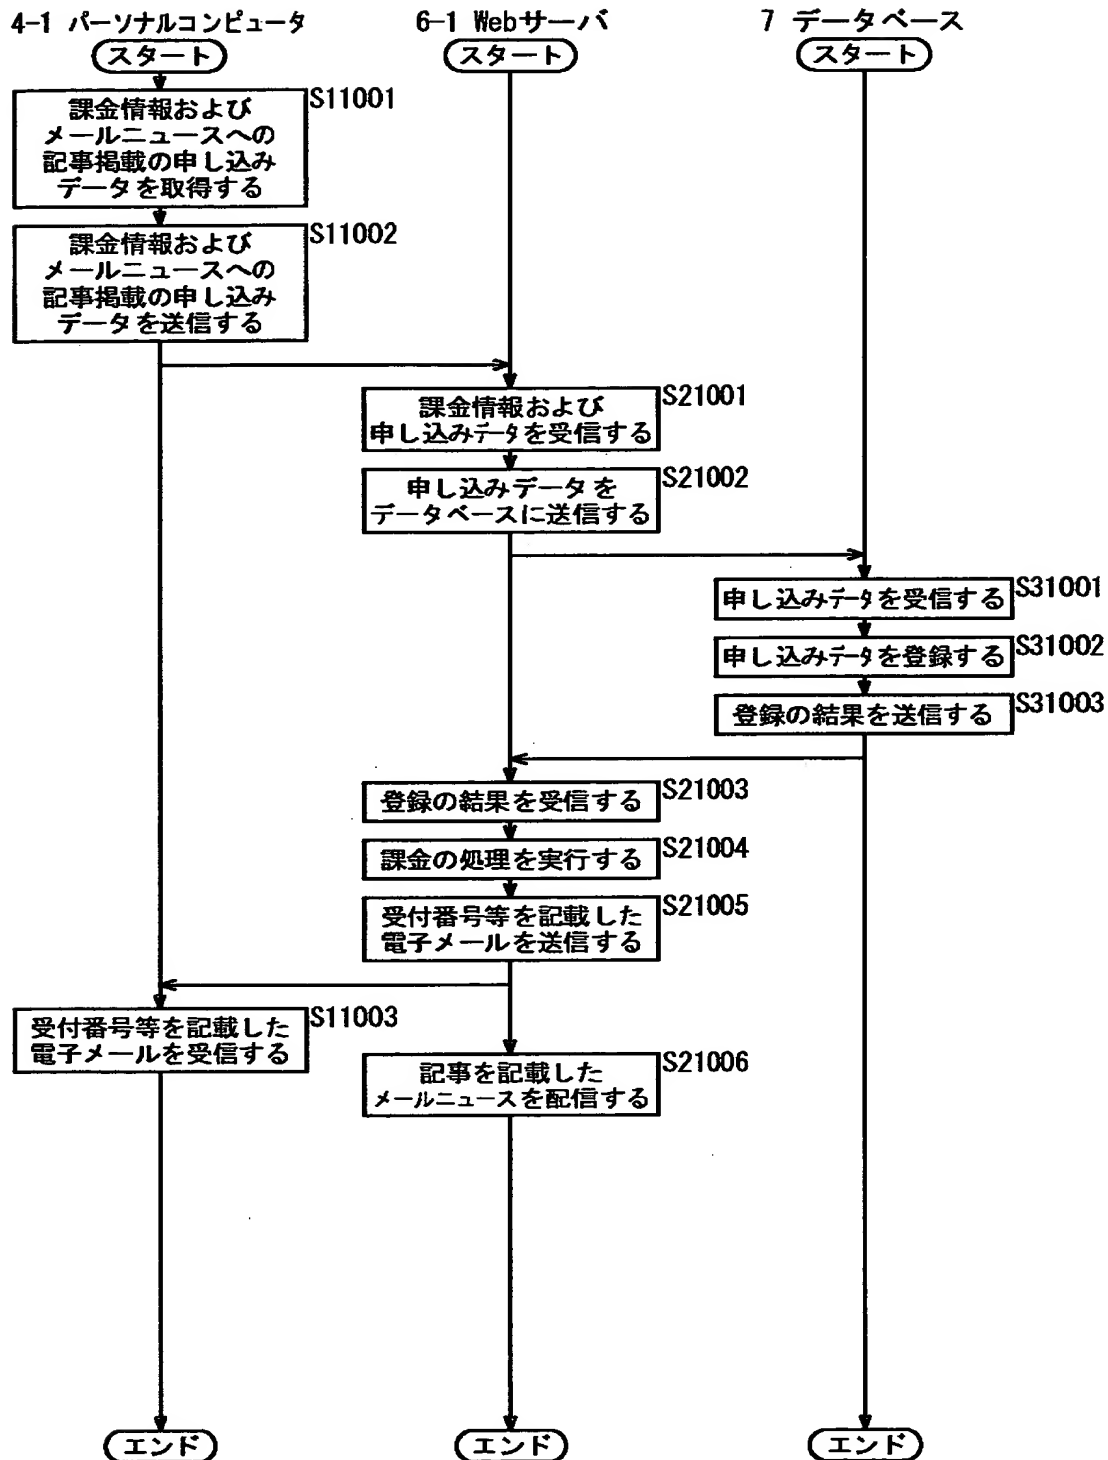 4-1 パーソナルコンピュータ
6-1 Webサーバ
7 データベース
スタート
スタート
スタート
S11001
課金情報および
メールニュースへの
記事掲載の申し込み
データを取得する
S11002
課金情報および
メールニュースへの
記事掲載の申し込み
データを送信する
S21001
課金情報および
申し込みデータを受信する
S21002
申し込みデータを
データベースに送信する
S31001
申し込みデータを受信する
S31002
申し込みデータを登録する
S31003
登録の結果を送信する
S21003
登録の結果を受信する
S21004
課金の処理を実行する
S21005
受付番号等を記載した
電子メールを送信する
S11003
受付番号等を記載した
電子メールを受信する
S21006
記事を記載した
メールニュースを配信する
エンド
エンド
エンド